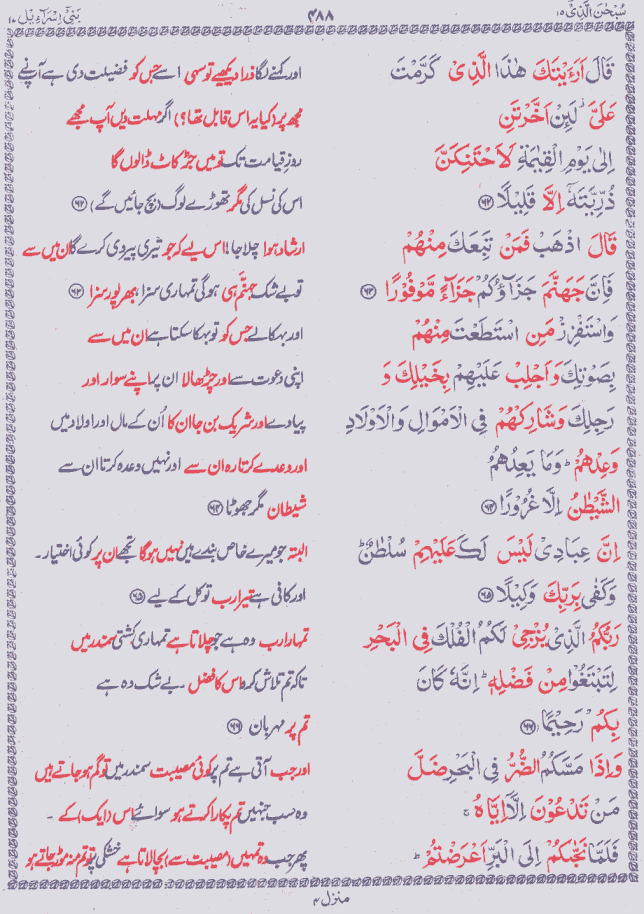 سُبْحٰنَ الَّذِیْٓ ۱۵
۴۸۸
بَنِیْٓ اِسْرَآءِیْل ۱۷
قَالَ اَرَءَیْتَكَ هٰذَا الَّذِیْ كَرَّمْتَ
اور کہنے لگا ذرا دیکھیے تو سہی اسے جس کو فضیلت دی ہے آپ نے
عَلَیَّ ؗ لَىِٕنْ اَخَّرْتَنِ
مجھ پر (کیا یہ اس قابل تھا؟) اگر مہلت دیں آپ مجھے
اِلٰی یَوْمِ الْقِیٰمَةِ لَاَحْتَنِكَنَّ
روزِ قیامت تک تو میں جڑ کاٹ ڈالوں گا
ذُرِّیَّتَهٗۤ اِلَّا قَلِیْلًا ﴿۶۲﴾
اس کی نسل کی مگر تھوڑے لوگ (بچ جائیں گے) ﴿۶۲﴾
قَالَ اذْهَبْ فَمَنْ تَبِعَكَ مِنْهُمْ
ارشاد ہوا چلا جا! اس لیے کہ جو تیری پیروی کرے گا ان میں سے
فَاِنَّ جَهَنَّمَ جَزَآؤُكُمْ جَزَآءً مَّوْفُوْرًا ﴿۶۳﴾
تو بے شک جہنّم ہی ہوگی تمہاری سزا، بھرپور سزا ﴿۶۳﴾
وَاسْتَفْزِزْ مَنِ اسْتَطَعْتَ مِنْهُمْ
اور بہکا لے جس کو تو بہکا سکتا ہے ان میں سے
بِصَوْتِكَ وَاَجْلِبْ عَلَیْهِمْ بِخَیْلِكَ وَ
اپنی دعوت سے اور چڑھا لا ان پر اپنے سوار اور
رَجِلِكَ وَشَارِكْهُمْ فِی الْاَمْوَالِ وَالْاَوْلَادِ
پیادے اور شریک بن جا ان کا اُن کے مال اور اولاد میں
وَعِدْهُمْ ؕ وَمَا یَعِدُهُمُ
اور وعدے کرتا رہ ان سے اور نہیں وعدہ کرتا ان سے
الشَّیْطٰنُ اِلَّا غُرُوْرًا ﴿۶۴﴾
شیطان مگر جھوٹا ﴿۶۴﴾
اِنَّ عِبَادِیْ لَیْسَ لَكَ عَلَیْهِمْ سُلْطٰنٌ ؕ
البتہ جو میرے خاص بندے ہیں نہیں ہوگا تجھے ان پر کوئی اختیار۔
وَكَفٰی بِرَبِّكَ وَكِیْلًا ﴿۶۵﴾
اور کافی ہے تیرا رب توکل کے لیے ﴿۶۵﴾
رَبُّكُمُ الَّذِیْ یُزْجِیْ لَكُمُ الْفُلْكَ فِی الْبَحْرِ
تمہارا رب وہ ہے جو چلاتا ہے تمہاری کشتی سمندر میں
لِتَبْتَغُوْا مِنْ فَضْلِهٖ ؕ اِنَّهٗ كَانَ
تاکہ تم تلاش کرو اس کا فضل۔ بے شک وہ ہے
بِكُمْ رَحِیْمًا ﴿۶۶﴾
تم پر مہربان ﴿۶۶﴾
وَاِذَا مَسَّكُمُ الضُّرُّ فِی الْبَحْرِ ضَلَّ
اور جب آتی ہے تم پر کوئی مصیبت سمندر میں تو گم ہو جاتے ہیں
مَنْ تَدْعُوْنَ اِلَّاۤ اِیَّاهُ ۚ
وہ سب جنہیں تم پکارا کرتے ہو سوائے اس (ایک) کے۔
فَلَمَّا نَجّٰىكُمْ اِلَی الْبَرِّ اَعْرَضْتُمْ ؕ
پھر جب وہ تمہیں (مصیبت سے) بچا لاتا ہے خشکی پر تو تم منہ موڑ جاتے ہو
منزل ۴